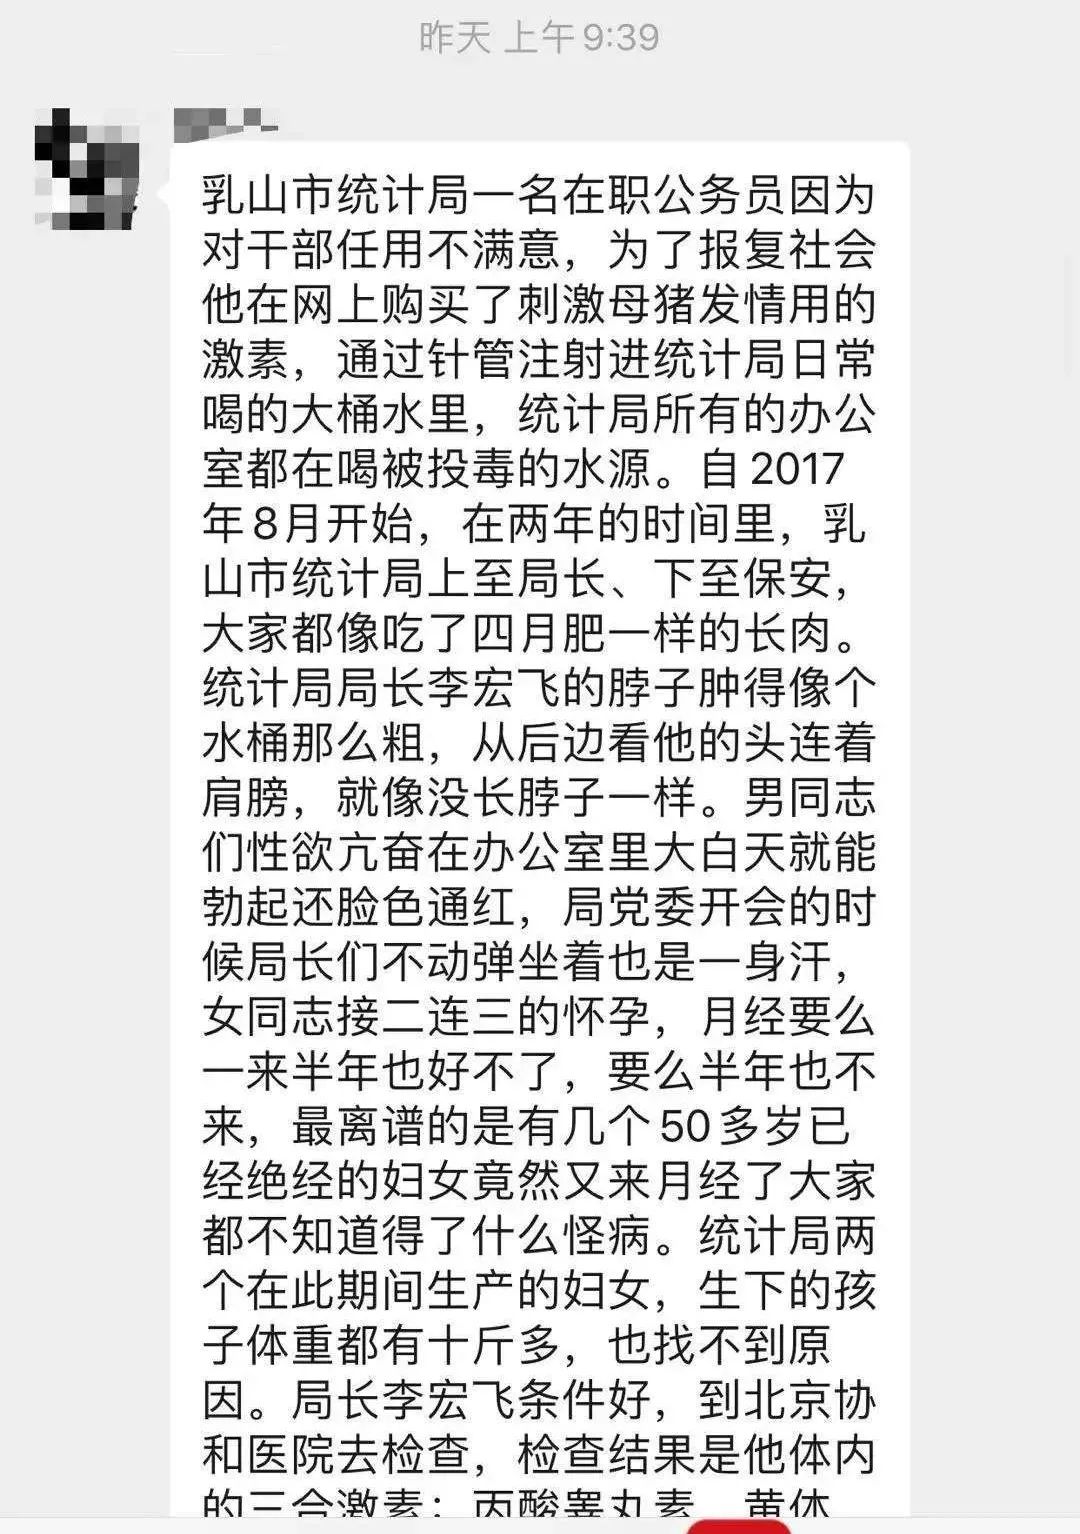 昨天 上午9:39
乳山市统计局一名在职公务员因为
对干部任用不满意，为了报复社会
他在网上购买了刺激母猪发情用的
激素，通过针管注射进统计局日常
喝的大桶水里，统计局所有的办公
室都在喝被投毒的水源。自2017
年8月开始，在两年的时间里，乳
山市统计局上至局长、下至保安，
大家都像吃了四月肥一样的长肉。
统计局局长李宏飞的脖子肿得像个
水桶那么粗，从后边看他的头连着
肩膀，就像没长脖子一样。男同志
们性欲亢奋在办公室里大白天就能
勃起还脸色通红，局党委开会的时
候局长们不动弹坐着也是一身汗，
女同志接二连三的怀孕，月经要么
一来半年也好不了，要么半年也不
来，最离谱的是有几个50多岁已
经绝经的妇女竟然又来月经了大家
都不知道得了什么怪病。统计局两
个在此期间生产的妇女，生下的孩
子体重都有十斤多，也找不到原
因。局长李宏飞条件好，到北京协
和医院去检查，检查结果是他体内
的三合激素：丙酸睾丸素、黄体